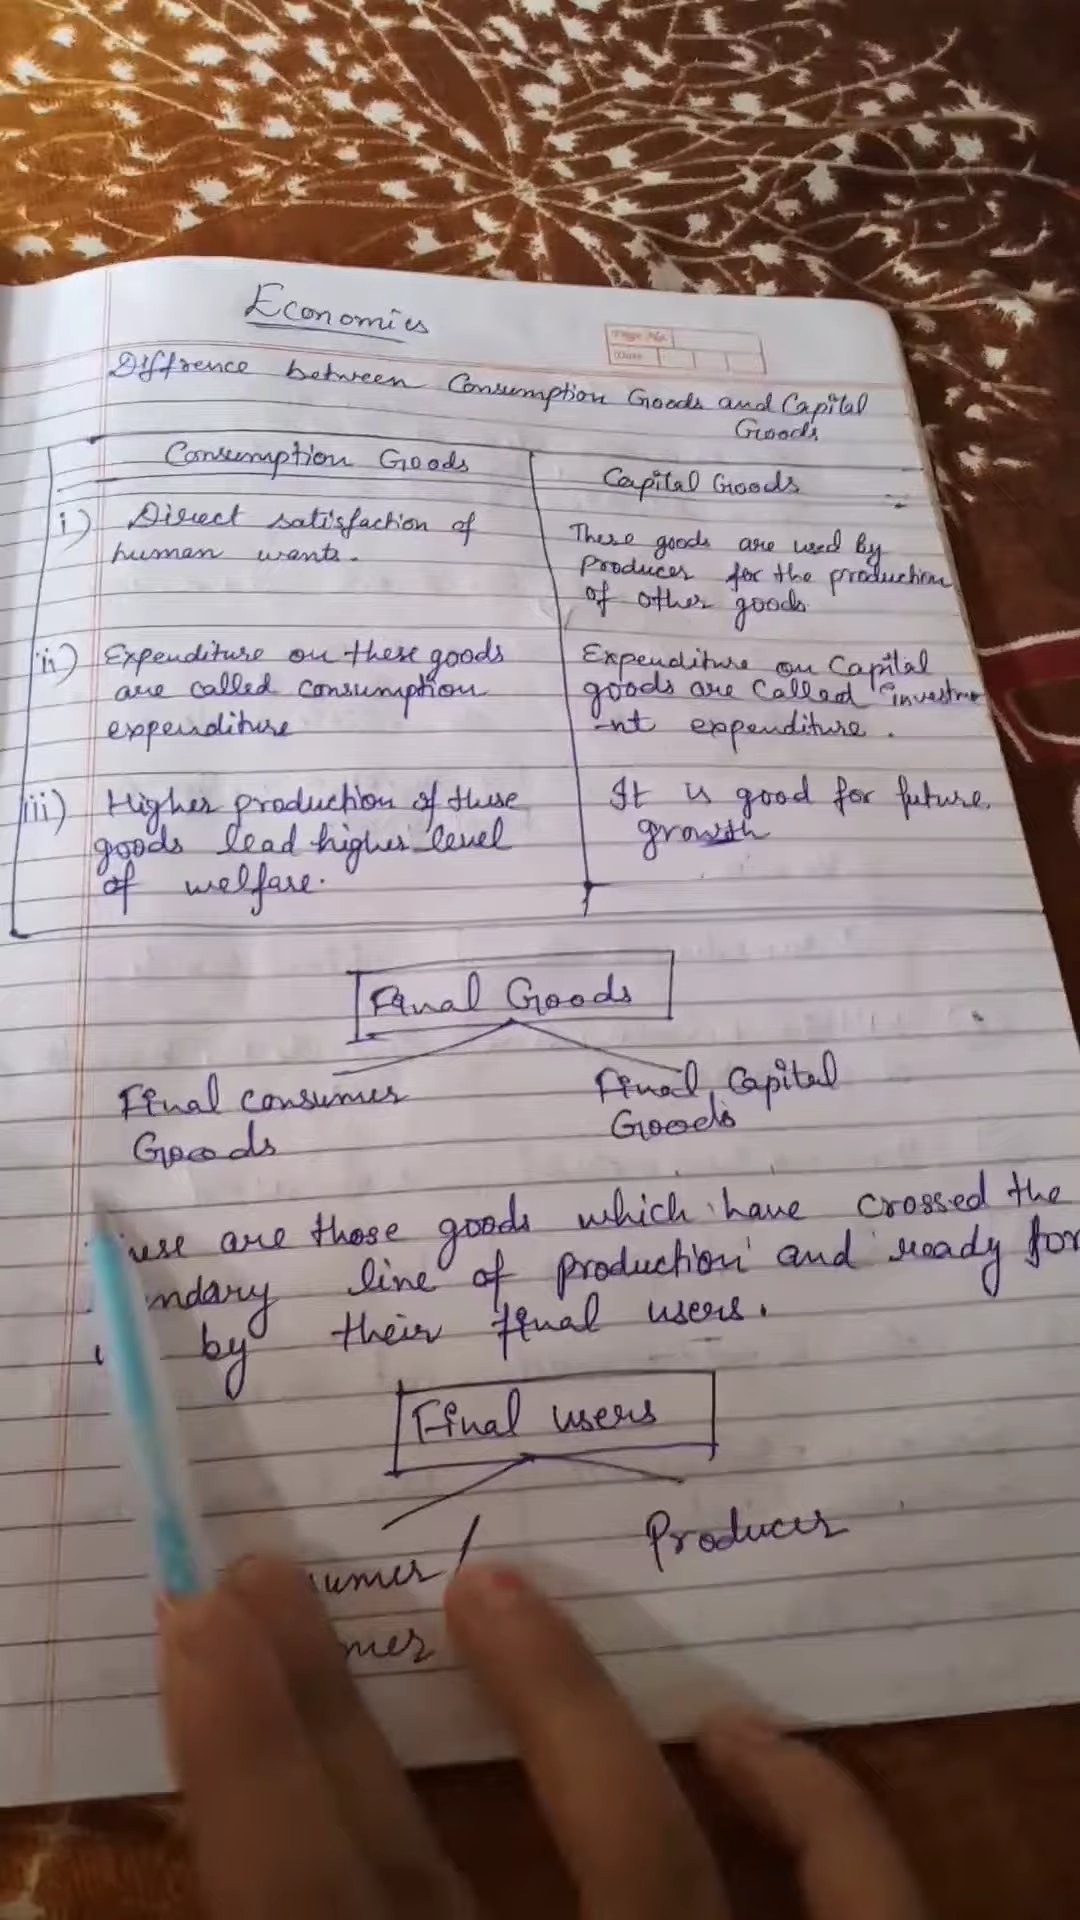 Economics
Page No.
Date
Diffrence between Consumption Goods and Capital
Goods
Consumption Goods
Capital Goods
i) Direct satisfaction of
human wants.
These goods are used by
Producer for the production
of other goods
ii) Expenditure on these goods
are called consumption
expenditure
Expenditure on Capital
goods are called investme
-nt expenditure.
iii) Higher production of these
goods lead higher level
of welfare.
It is good for future
growth
Final Goods
Final consumer
Goods
Final Capital
Goods
are those goods which have crossed the
ndary line of production and ready for
by their final users.
Final users
Producer
umer/
mer